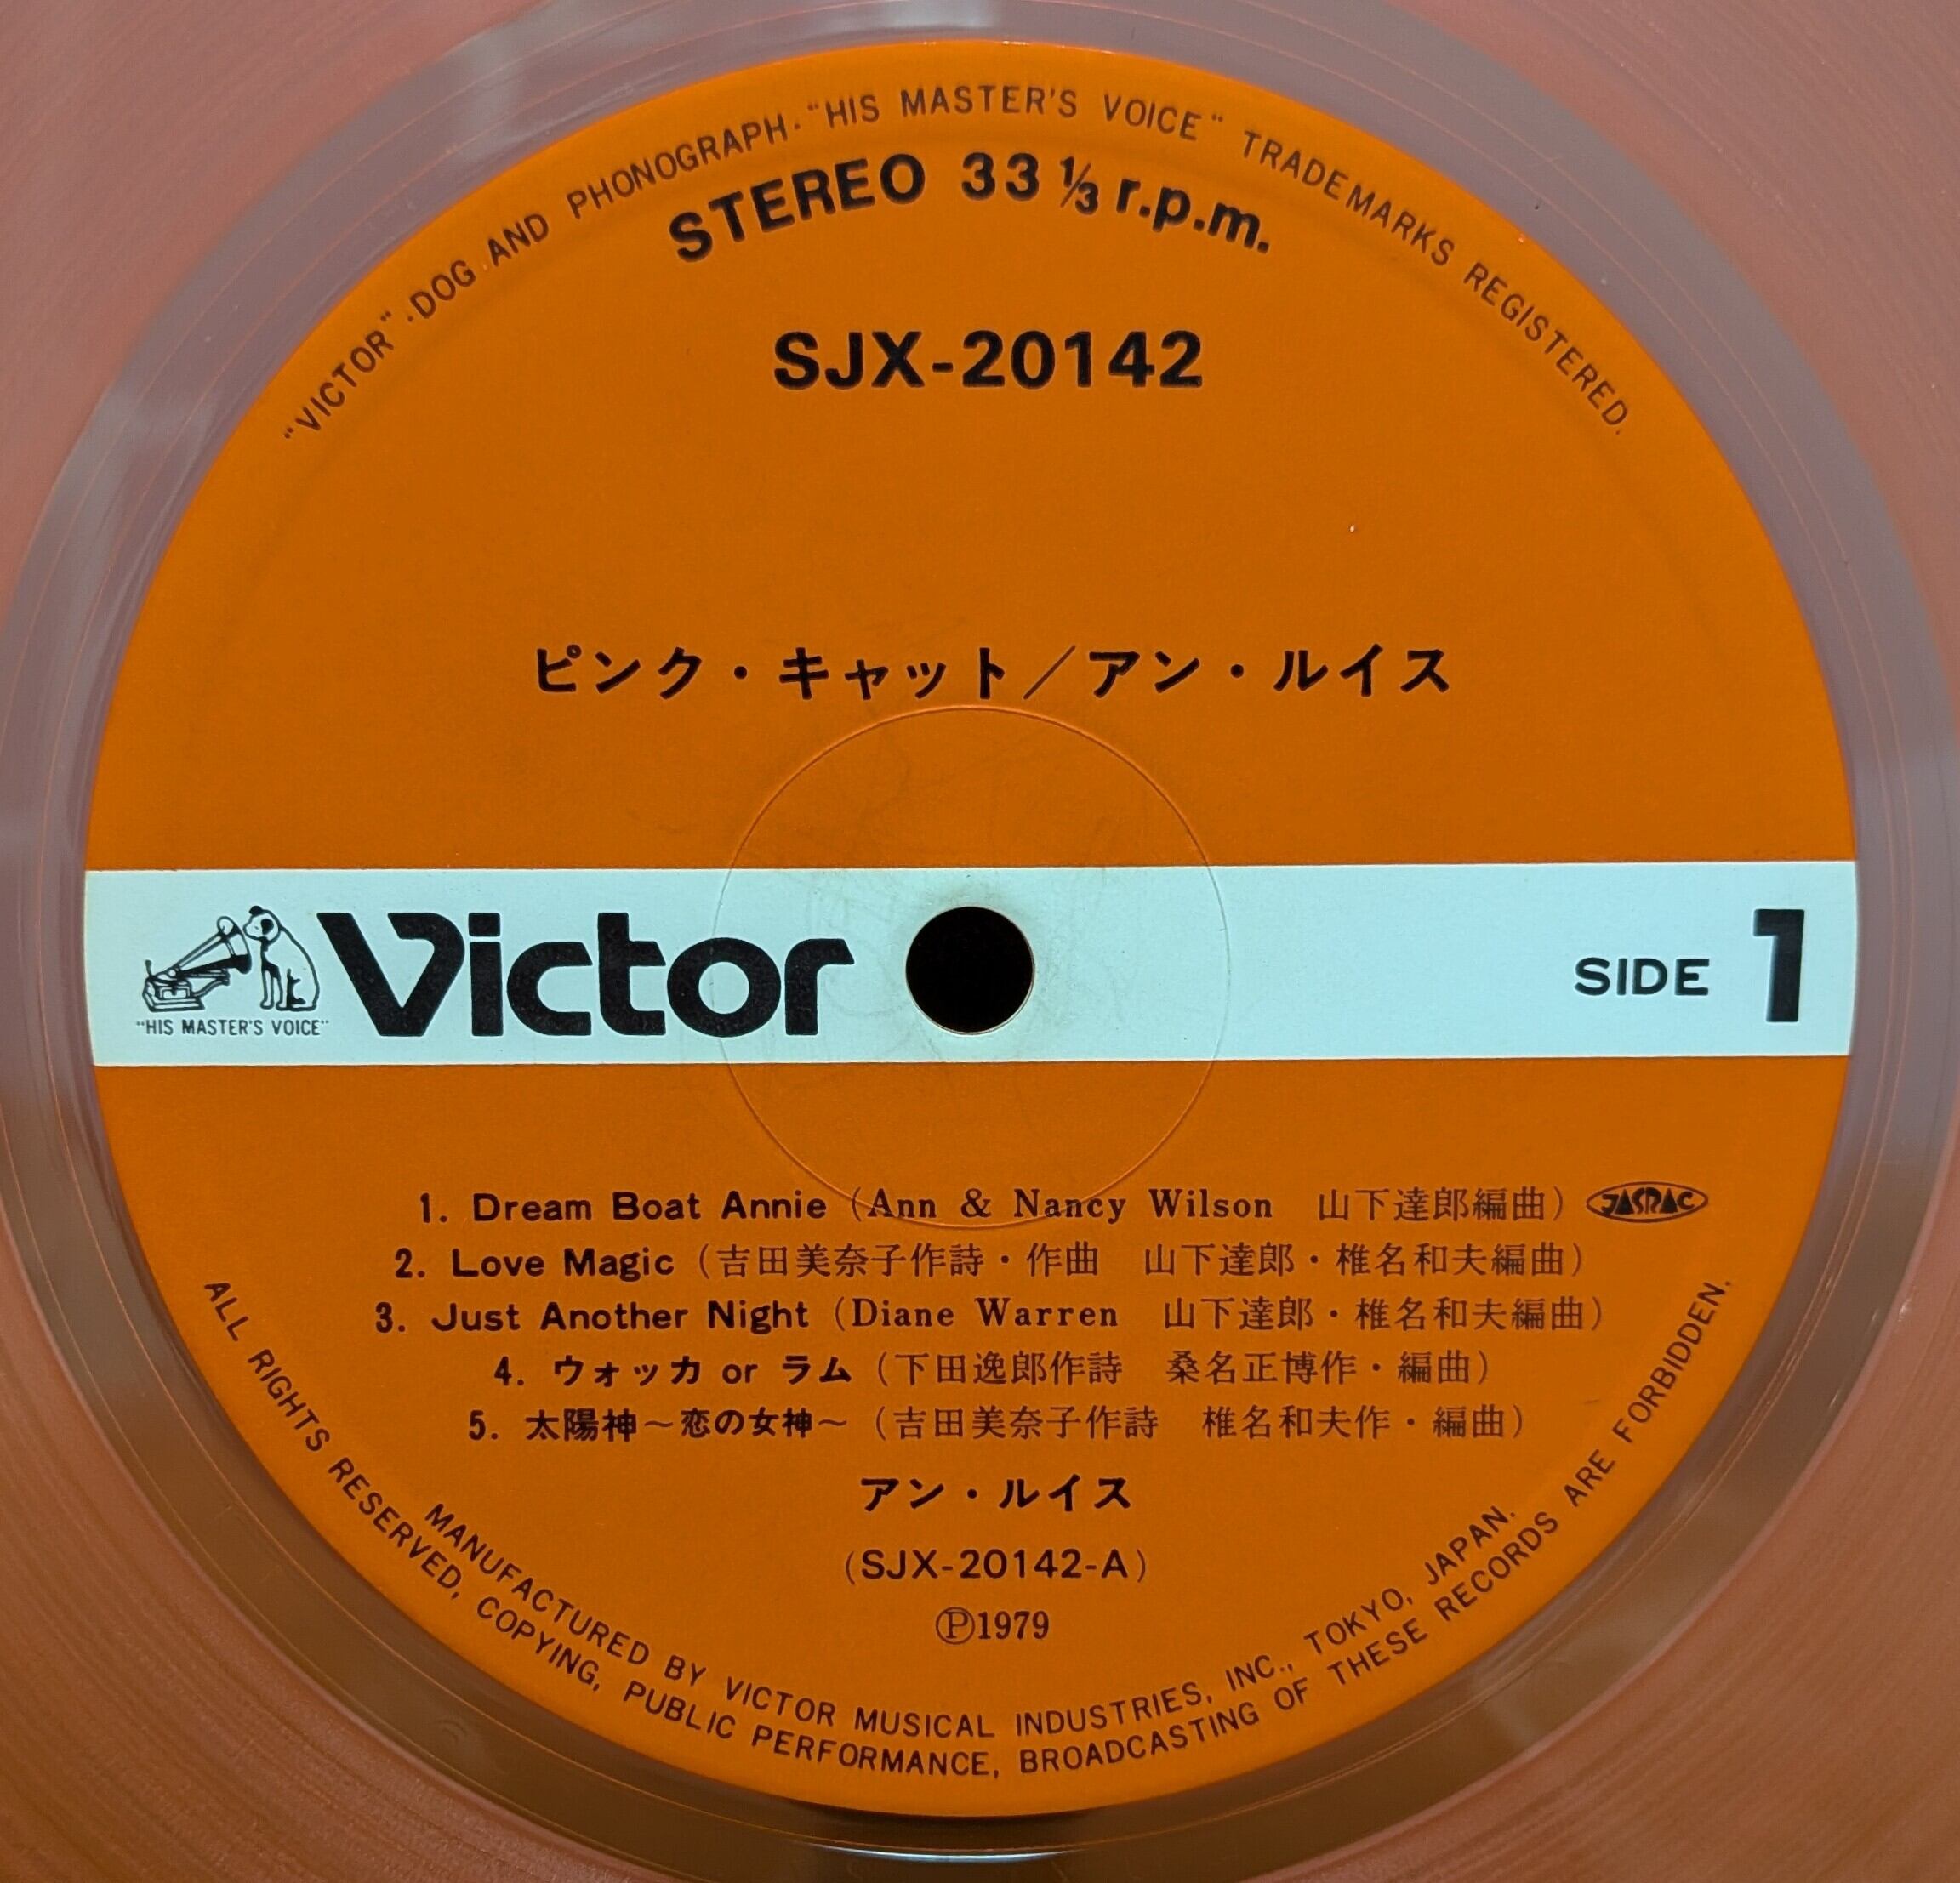 "VICTOR"·DOG AND PHONOGRAPH·"HIS MASTER'S VOICE" TRADEMARKS REGISTERED.
STEREO 33⅓ r.p.m.
SJX-20142
ピンク・キャット／アン・ルイス
Victor
"HIS MASTER'S VOICE"
SIDE 1
1. Dream Boat Annie (Ann & Nancy Wilson 山下達郎編曲) JASRAC
2. Love Magic (吉田美奈子作詩・作曲 山下達郎・椎名和夫編曲)
3. Just Another Night (Diane Warren 山下達郎・椎名和夫編曲)
4. ウォッカ or ラム (下田逸郎作詩 桑名正博作・編曲)
5. 太陽神～恋の女神～ (吉田美奈子作詩 椎名和夫作・編曲)
アン・ルイス
(SJX-20142-A)
Ⓟ1979
MANUFACTURED BY VICTOR MUSICAL INDUSTRIES, INC., TOKYO, JAPAN.
ALL RIGHTS RESERVED, COPYING, PUBLIC PERFORMANCE, BROADCASTING OF THESE RECORDS ARE FORBIDDEN.